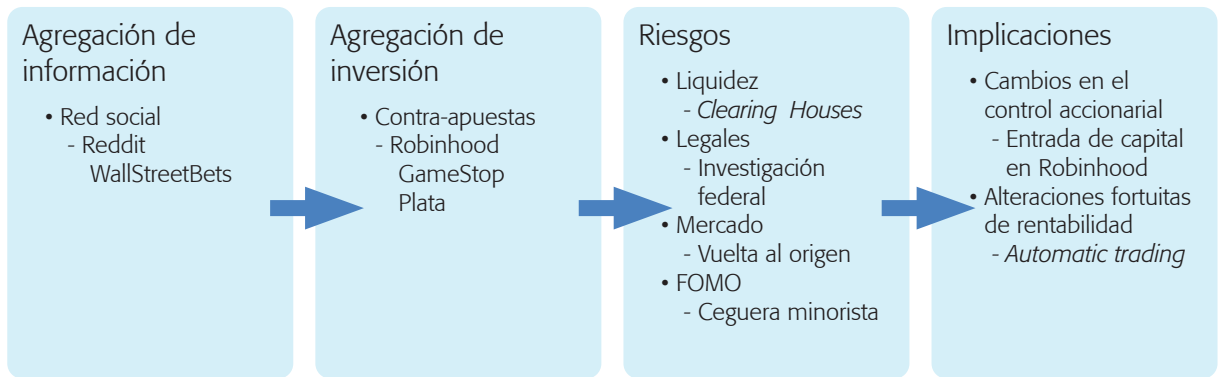 Agregación de
información
• Red social
- Reddit
WallStreetBets
Agregación de
inversión
• Contra-apuestas
- Robinhood
GameStop
Plata
Riesgos
• Liquidez
- Clearing Houses
• Legales
- Investigación
federal
• Mercado
- Vuelta al origen
• FOMO
- Ceguera minorista
Implicaciones
• Cambios en el
control accionarial
- Entrada de capital
en Robinhood
• Alteraciones fortuitas
de rentabilidad
- Automatic trading